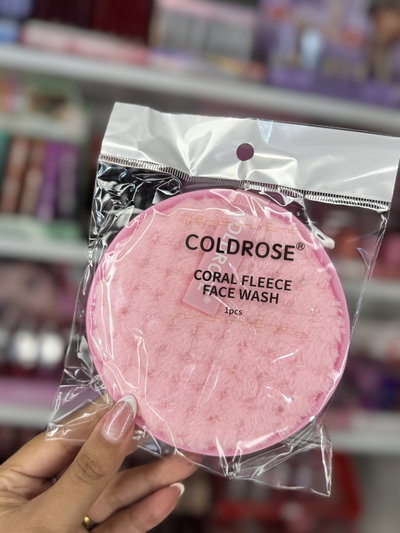 COLDROSE®
CORAL FLEECE
FACE WASH
1pcs